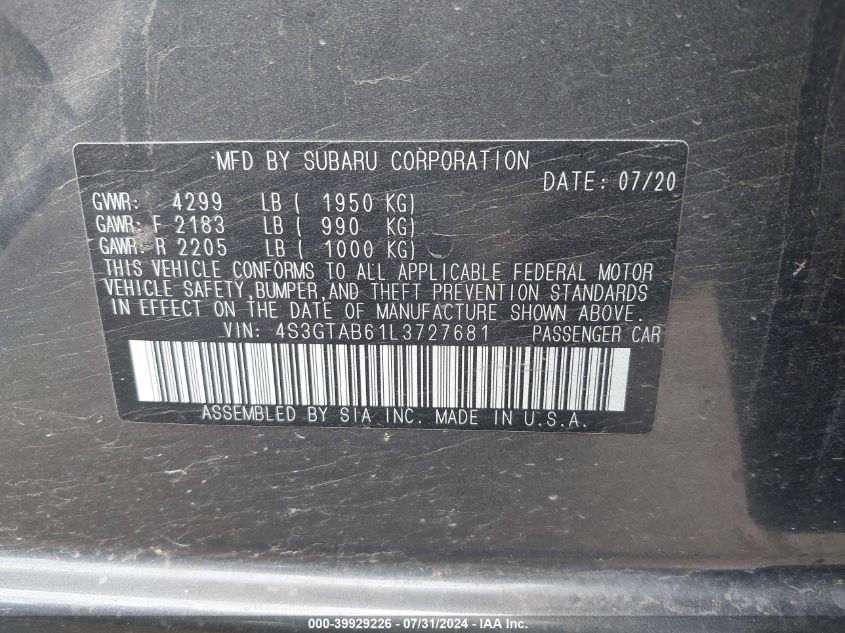 MFD BY SUBARU CORPORATION
DATE: 07/20
GVWR: 4299 LB ( 1950 KG)
GAWR: F 2183 LB ( 990 KG)
GAWR: R 2205 LB ( 1000 KG)
THIS VEHICLE CONFORMS TO ALL APPLICABLE FEDERAL MOTOR
VEHICLE SAFETY,BUMPER,AND THEFT PREVENTION STANDARDS
IN EFFECT ON THE DATE OF MANUFACTURE SHOWN ABOVE.
VIN: 4S3GTAB61L3727681 PASSENGER CAR
ASSEMBLED BY SIA INC. MADE IN U.S.A.
000-39929226 - 07/31/2024 - © IAA, Inc.